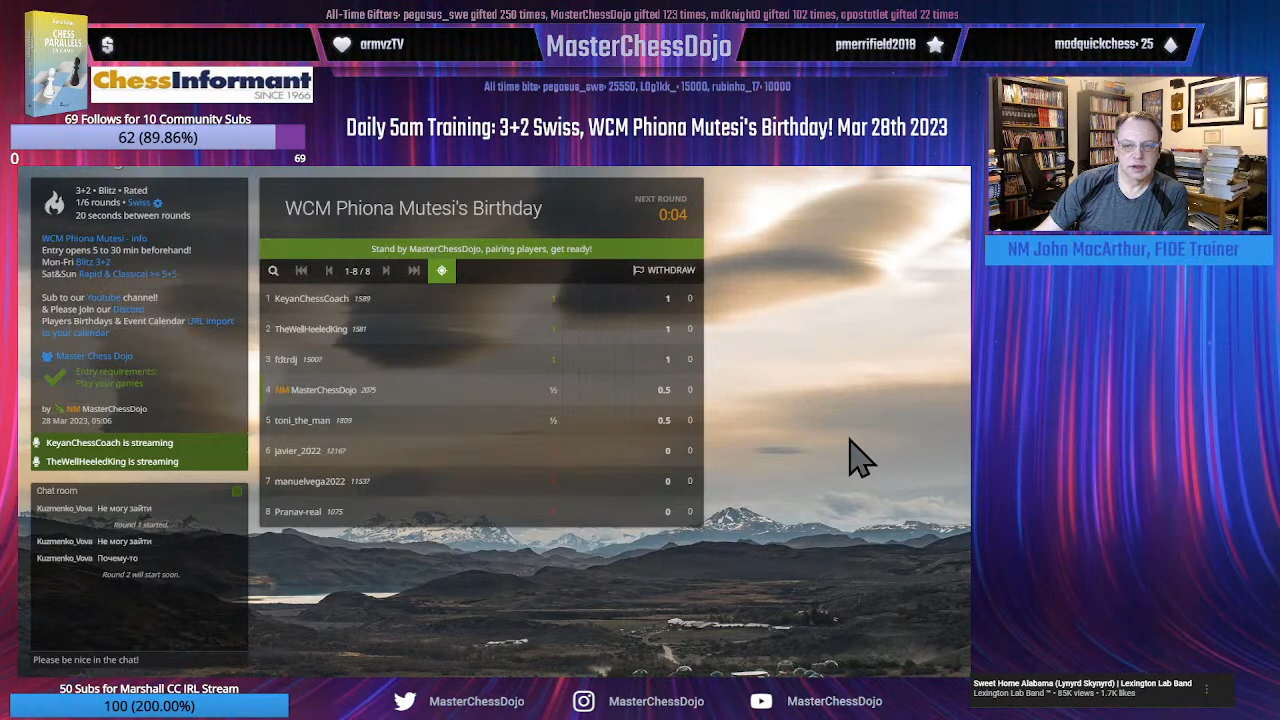 All-Time Gifters• pegasus_swe gifted 250 times, MasterChessDojo gifted 123 times, mdknight0 gifted 102 times, apostatlet gifted 22 times
$
armvzTV
MasterChessDojo
pmerrifield2018
madquickchess• 25
CHESS PARALLELS
ChessInformant
SINCE 1966
All tiime bits• pegasus_swe• 25550, L0g1kk_• 15000, rubinho_17•10000
69 Follows for 10 Community Subs
62 (89.86%)
0
69
Daily 5am Training: 3+2 Swiss, WCM Phiona Mutesi's Birthday! Mar 28th 2023
NM John MacArthur, FIDE Trainer
3+2 • Blitz • Rated
1/6 rounds • Swiss
20 seconds between rounds
WCM Phiona Mutesi - info
Entry opens 5 to 30 min beforehand!
Mon-Fri Blitz 3+2
Sat&Sun Rapid & Classical >= 5+5
Sub to our Youtube channel!
& Please Join our Discord
Players Birthdays & Event Calendar URL import
to your calendar
Master Chess Dojo
Entry requirements:
Play your games
by NM MasterChessDojo
28 Mar 2023, 05:06
KeyanChessCoach is streaming
TheWellHeeledKing is streaming
Chat room
Kuzmenko_Vova Не могу зайти
Round 1 started.
Kuzmenko_Vova Не могу зайти
Kuzmenko_Vova Почему-то
Round 2 will start soon.
Please be nice in the chat!
WCM Phiona Mutesi's Birthday
NEXT ROUND
0:04
Stand by MasterChessDojo, pairing players, get ready!
1-8 / 8
WITHDRAW
1 KeyanChessCoach 1589 1 1 0
2 TheWellHeeledKing 1581 1 1 0
3 fdtrdj 1500? 1 1 0
4 NM MasterChessDojo 2075 ½ 0.5 0
5 toni_the_man 1809 ½ 0.5 0
6 javier_2022 1216? 0 0
7 manuelvega2022 1153? 0 0
8 Pranav-real 1075 0 0
50 Subs for Marshall CC IRL Stream
100 (200.00%)
MasterChessDojo
MasterChessDojo
MasterChessDojo
Sweet Home Alabama (Lynyrd Skynyrd) | Lexington Lab Band
Lexington Lab Band ™ • 85K views • 1.7K likes